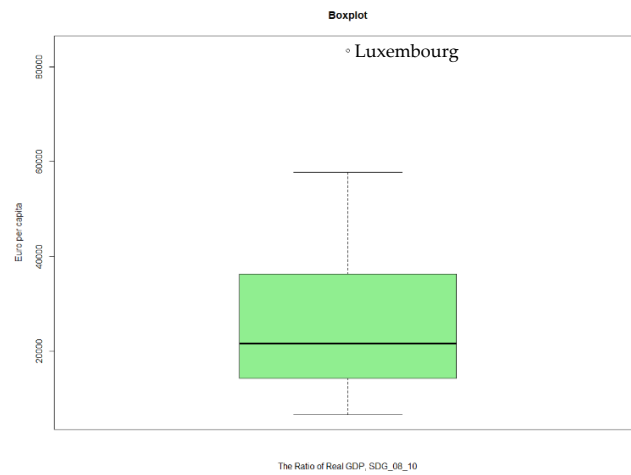 Boxplot
Luxembourg
80000
60000
40000
20000
Euro per capita
The Ratio of Real GDP, SDG_08_10